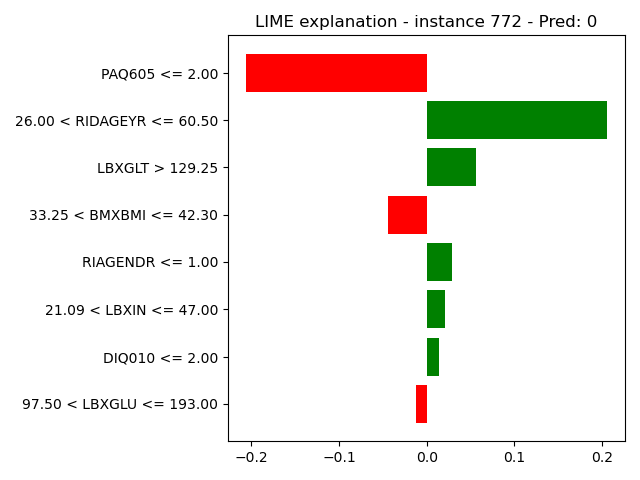 LIME explanation - instance 772 - Pred: 0
PAQ605 <= 2.00
26.00 < RIDAGEYR <= 60.50
LBXGLT > 129.25
33.25 < BMXBMI <= 42.30
RIAGENDR <= 1.00
21.09 < LBXIN <= 47.00
DIQ010 <= 2.00
97.50 < LBXGLU <= 193.00
−0.2 −0.1 0.0 0.1 0.2